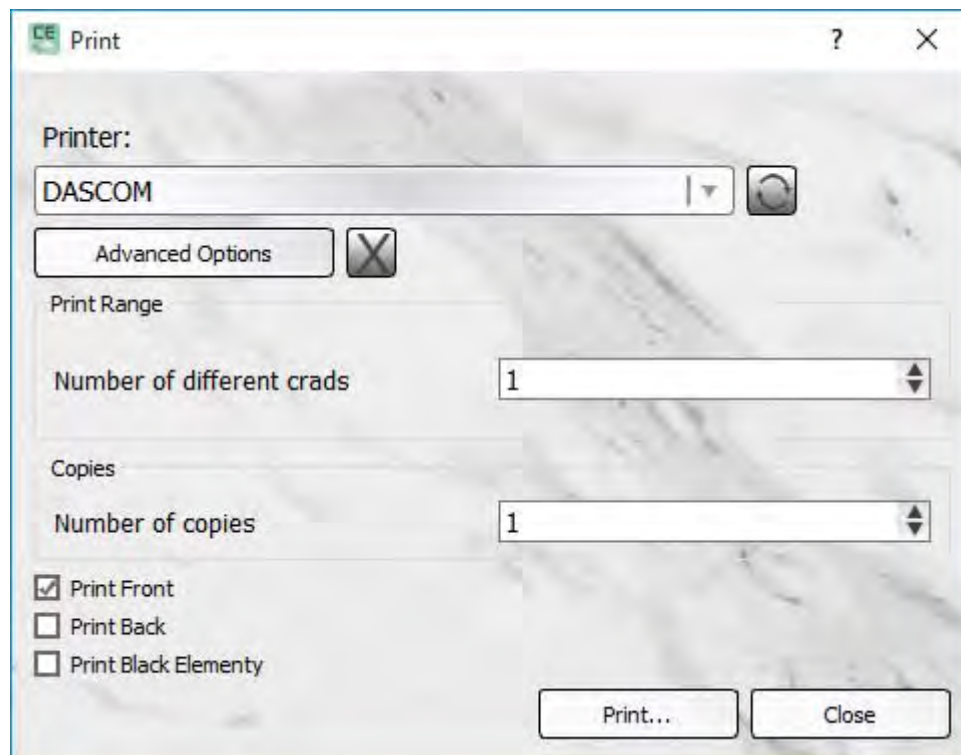 CE Print ?
Printer:
DASCOM
Advanced Options X
Print Range
Number of different crads 1
Copies
Number of copies 1
Print Front
Print Back
Print Black Elementy
Print... Close